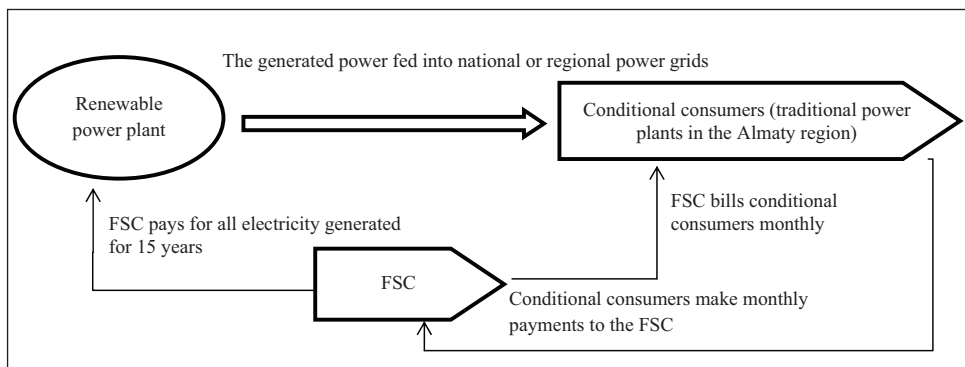 The generated power fed into national or regional power grids
Renewable
power plant
Conditional consumers (traditional power
plants in the Almaty region)
FSC pays for all electricity generated
for 15 years
FSC bills conditional
consumers monthly
FSC
Conditional consumers make monthly
payments to the FSC